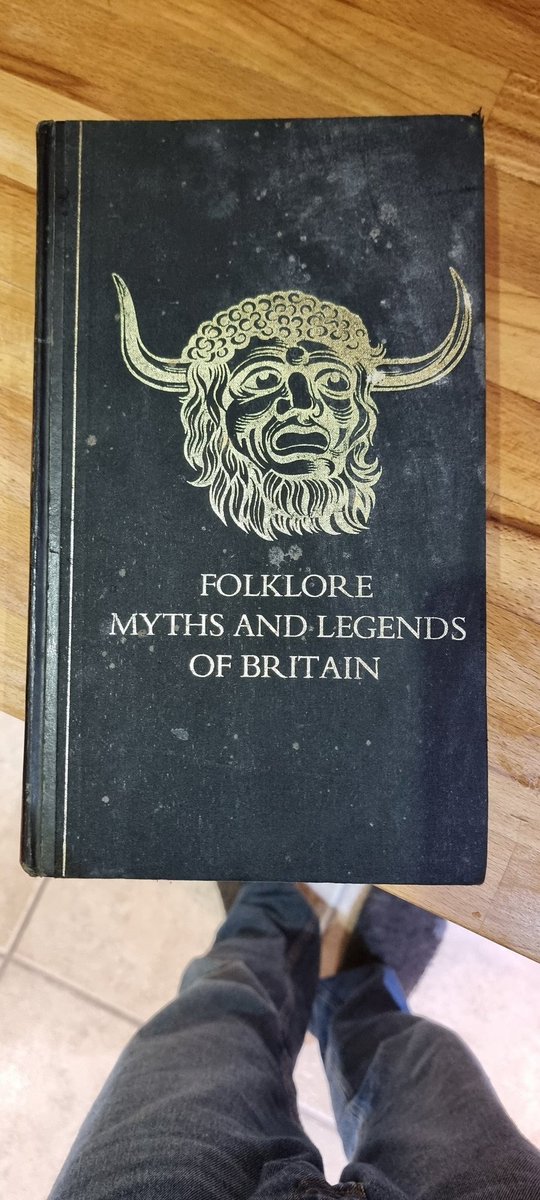 FOLKLORE
MYTHS AND LEGENDS
OF BRITAIN